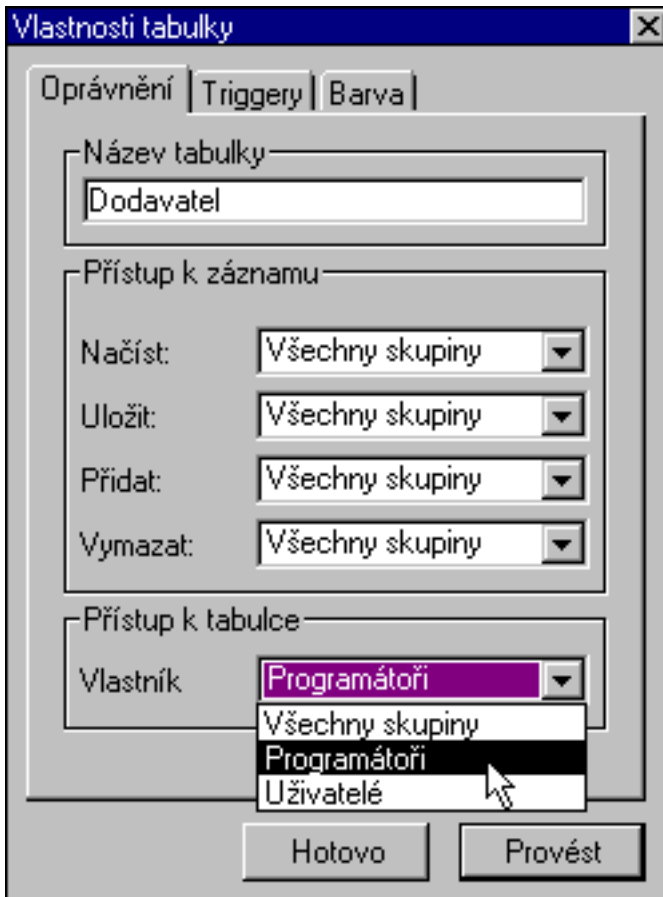 Vlastnosti tabulky
Oprávnění Triggery Barva
Název tabulky
Dodavatel
Přístup k záznamu
Načíst: Všechny skupiny
Uložit: Všechny skupiny
Přidat: Všechny skupiny
Vymazat: Všechny skupiny
Přístup k tabulce
Vlastník Programátoři
Všechny skupiny
Programátoři
Uživatelé
Hotovo Provést